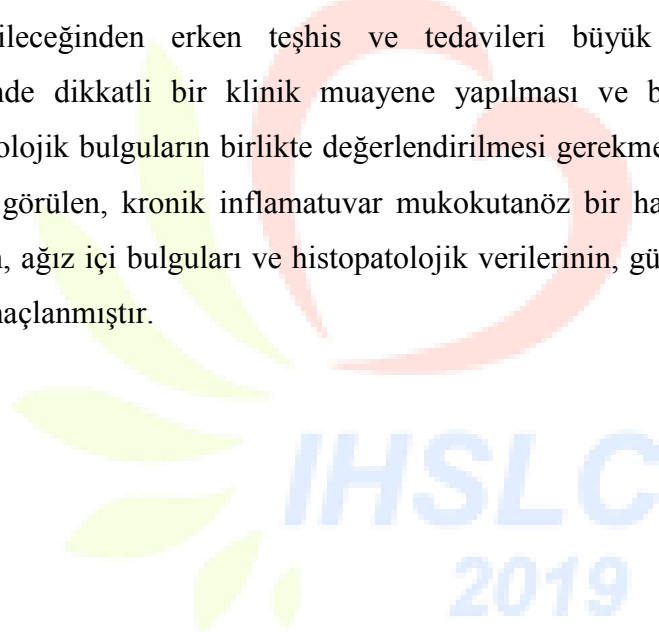 ileceğinden erken teşhis ve tedavileri büyük
nde dikkatli bir klinik muayene yapılması ve b
olojik bulguların birlikte değerlendirilmesi gerekme
görülen, kronik inflamatuvar mukokutanöz bir ha
, ağız içi bulguları ve histopatolojik verilerinin, gü
açlanmıştır.
IHSLC
2019